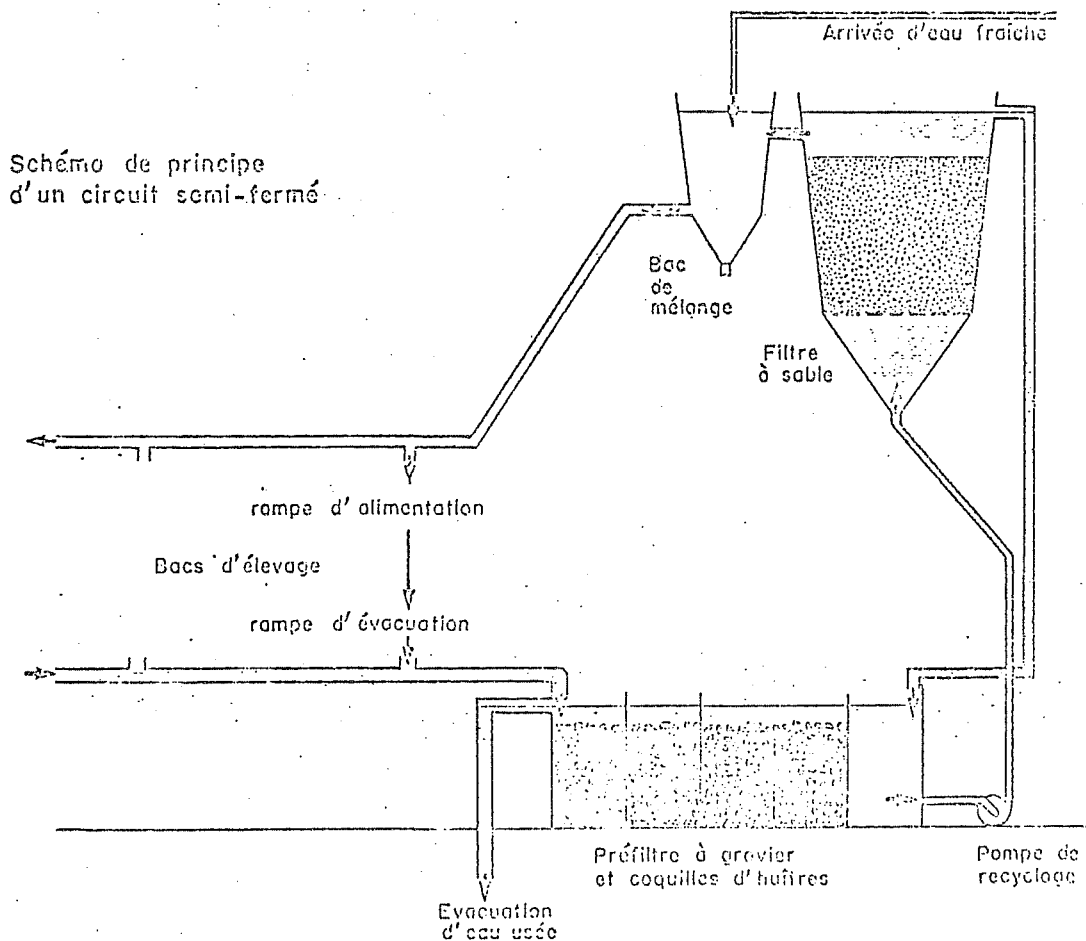 Arrivée d'eau fraîche
Schéma de principe
d'un circuit semi-fermé
Bac
de
mélange
Filtre
à sable
rampe d'alimentation
Bacs d'élevage
rampe d'évacuation
Préfiltre à gravier
et coquilles d'huîtres
Pompe de
recyclage
Evacuation
d'eau usée